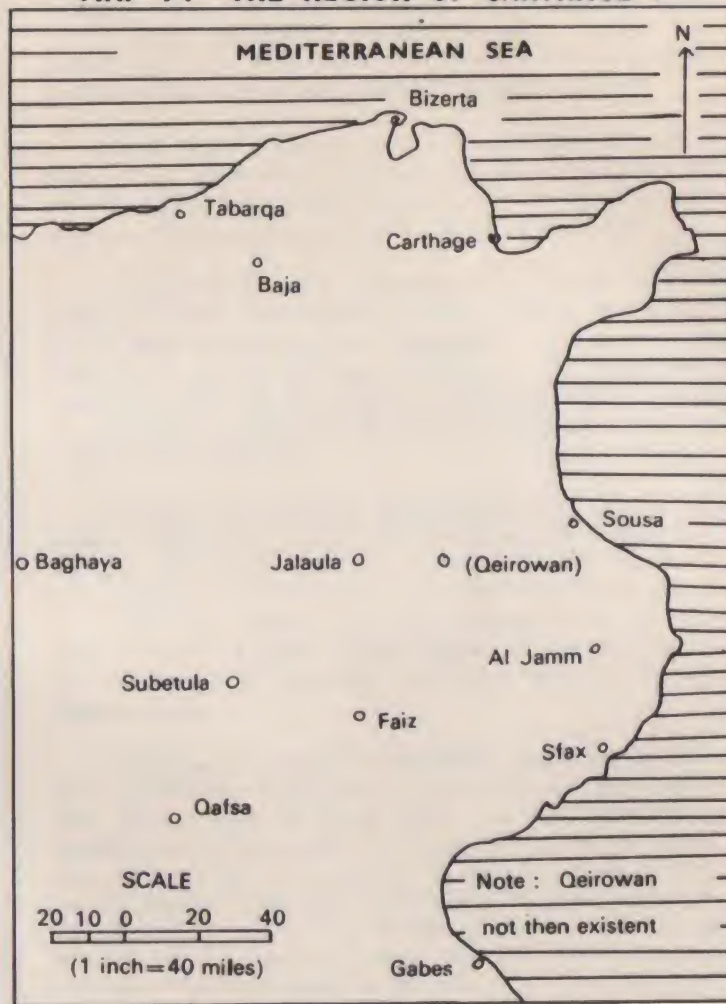 MEDITERRANEAN SEA
N
Bizerta
Tabarqa
Carthage
Baja
Sousa
Baghaya
Jalaula
(Qeirowan)
Al Jamm
Subetula
Faiz
Sfax
Qafsa
SCALE
Note : Qeirowan
20 10 0 20 40
not then existent
(1 inch=40 miles)
Gabes